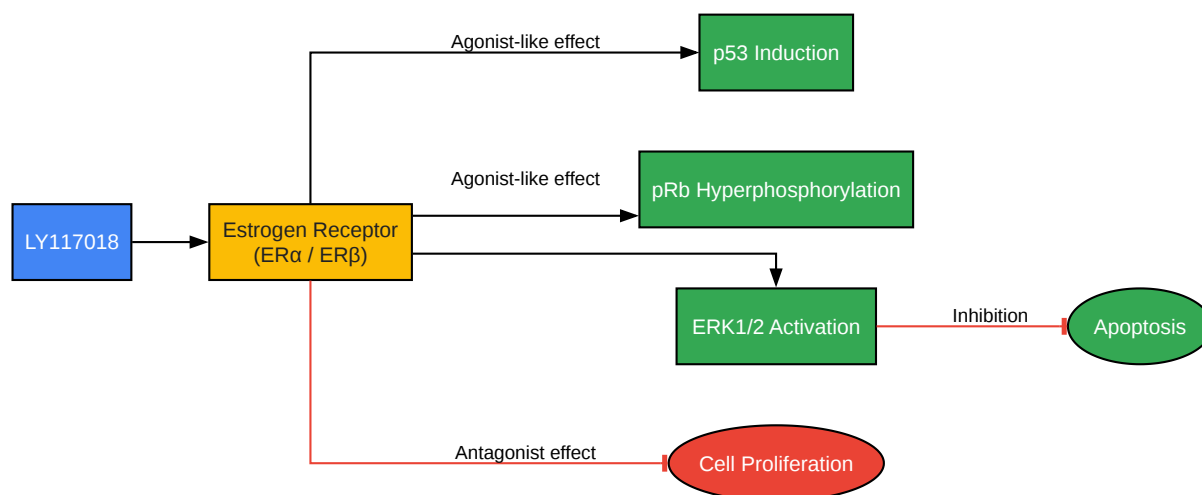 Agonist-like effect
p53 Induction
Agonist-like effect
pRb Hyperphosphorylation
LY117018
Estrogen Receptor
(ERα / ERβ)
ERK1/2 Activation
Inhibition
Apoptosis
Antagonist effect
Cell Proliferation